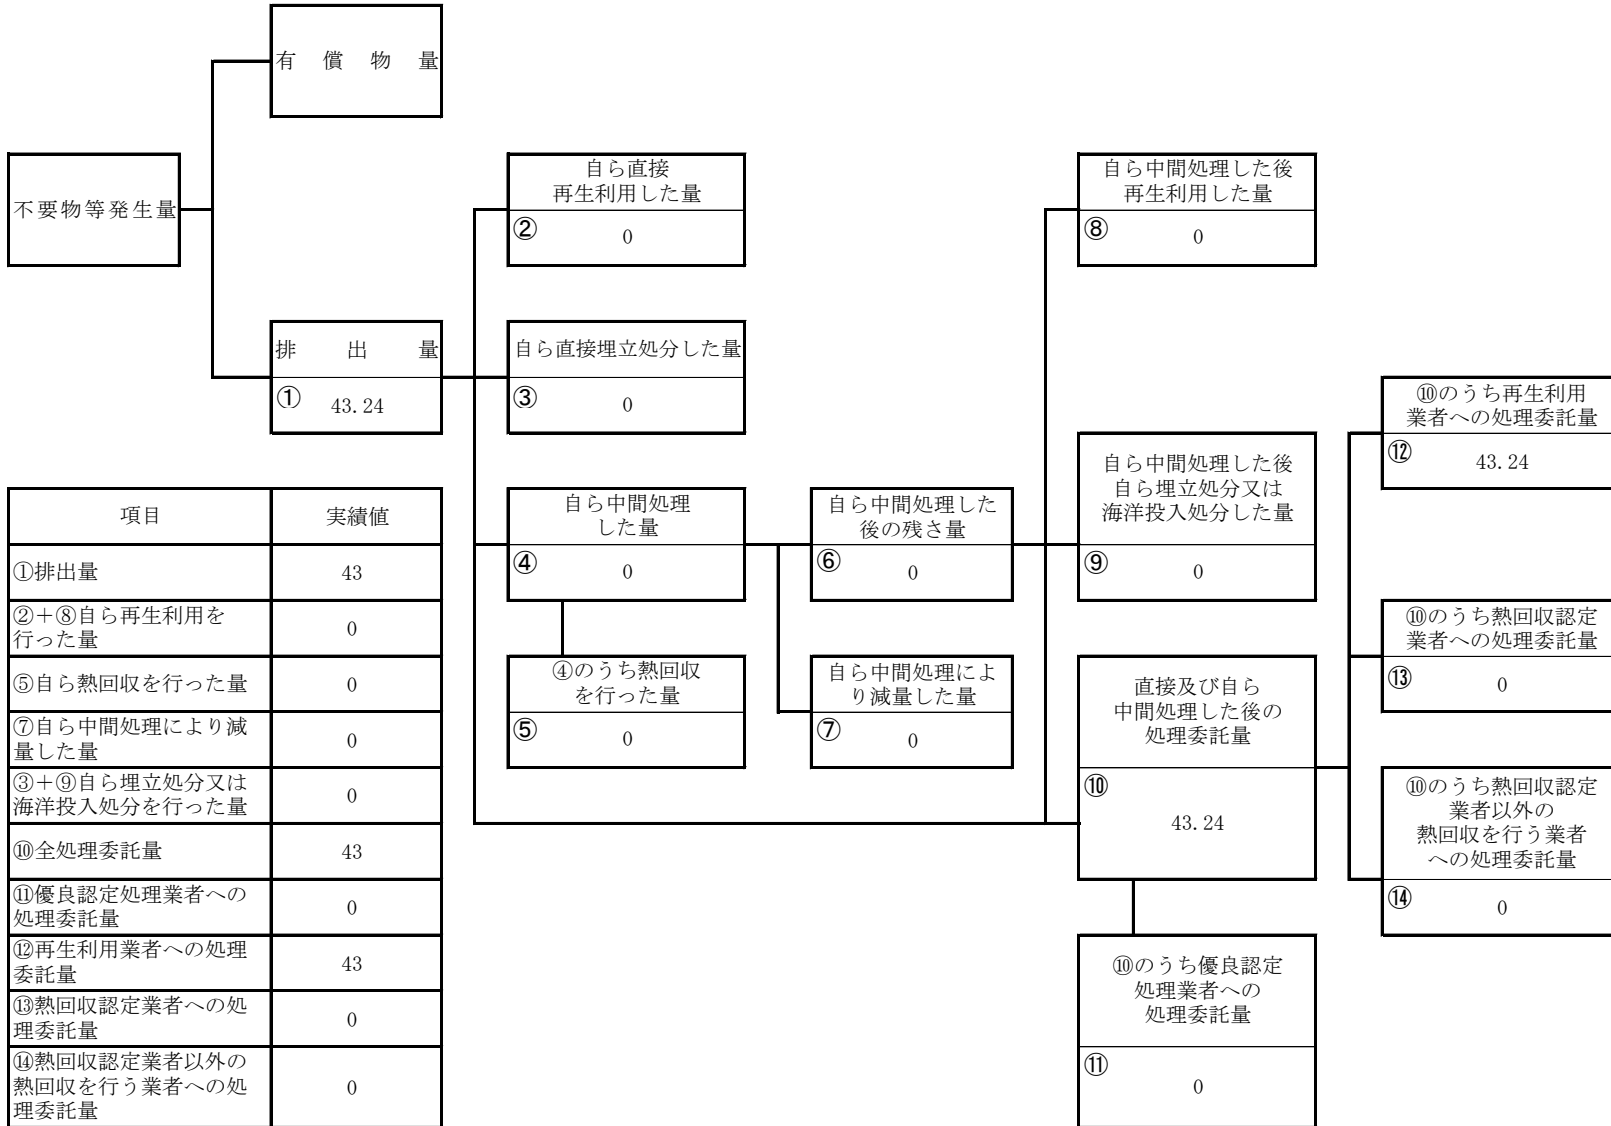 有償物量
不要物等発生量
排出量
① 43.24
自ら直接
再生利用した量
② 0
自ら直接埋立処分した量
③ 0
自ら中間処理
した量
④ 0
④のうち熱回収
を行った量
⑤ 0
自ら中間処理した
後の残さ量
⑥ 0
自ら中間処理によ
り減量した量
⑦ 0
自ら中間処理した後
再生利用した量
⑧ 0
自ら中間処理した後
自ら埋立処分又は
海洋投入処分した量
⑨ 0
直接及び自ら
中間処理した後の
処理委託量
⑩
43.24
⑩のうち優良認定
処理業者への
処理委託量
⑪
0
⑩のうち再生利用
業者への処理委託量
⑫ 43.24
⑩のうち熱回収認定
業者への処理委託量
⑬ 0
⑩のうち熱回収認定
業者以外の
熱回収を行う業者
への処理委託量
⑭ 0
項目 実績値
①排出量 43
②＋⑧自ら再生利用を
行った量 0
⑤自ら熱回収を行った量 0
⑦自ら中間処理により減
量した量 0
③＋⑨自ら埋立処分又は
海洋投入処分を行った量 0
⑩全処理委託量 43
⑪優良認定処理業者への
処理委託量 0
⑫再生利用業者への処理
委託量 43
⑬熱回収認定業者への処
理委託量 0
⑭熱回収認定業者以外の
熱回収を行う業者への処
理委託量 0